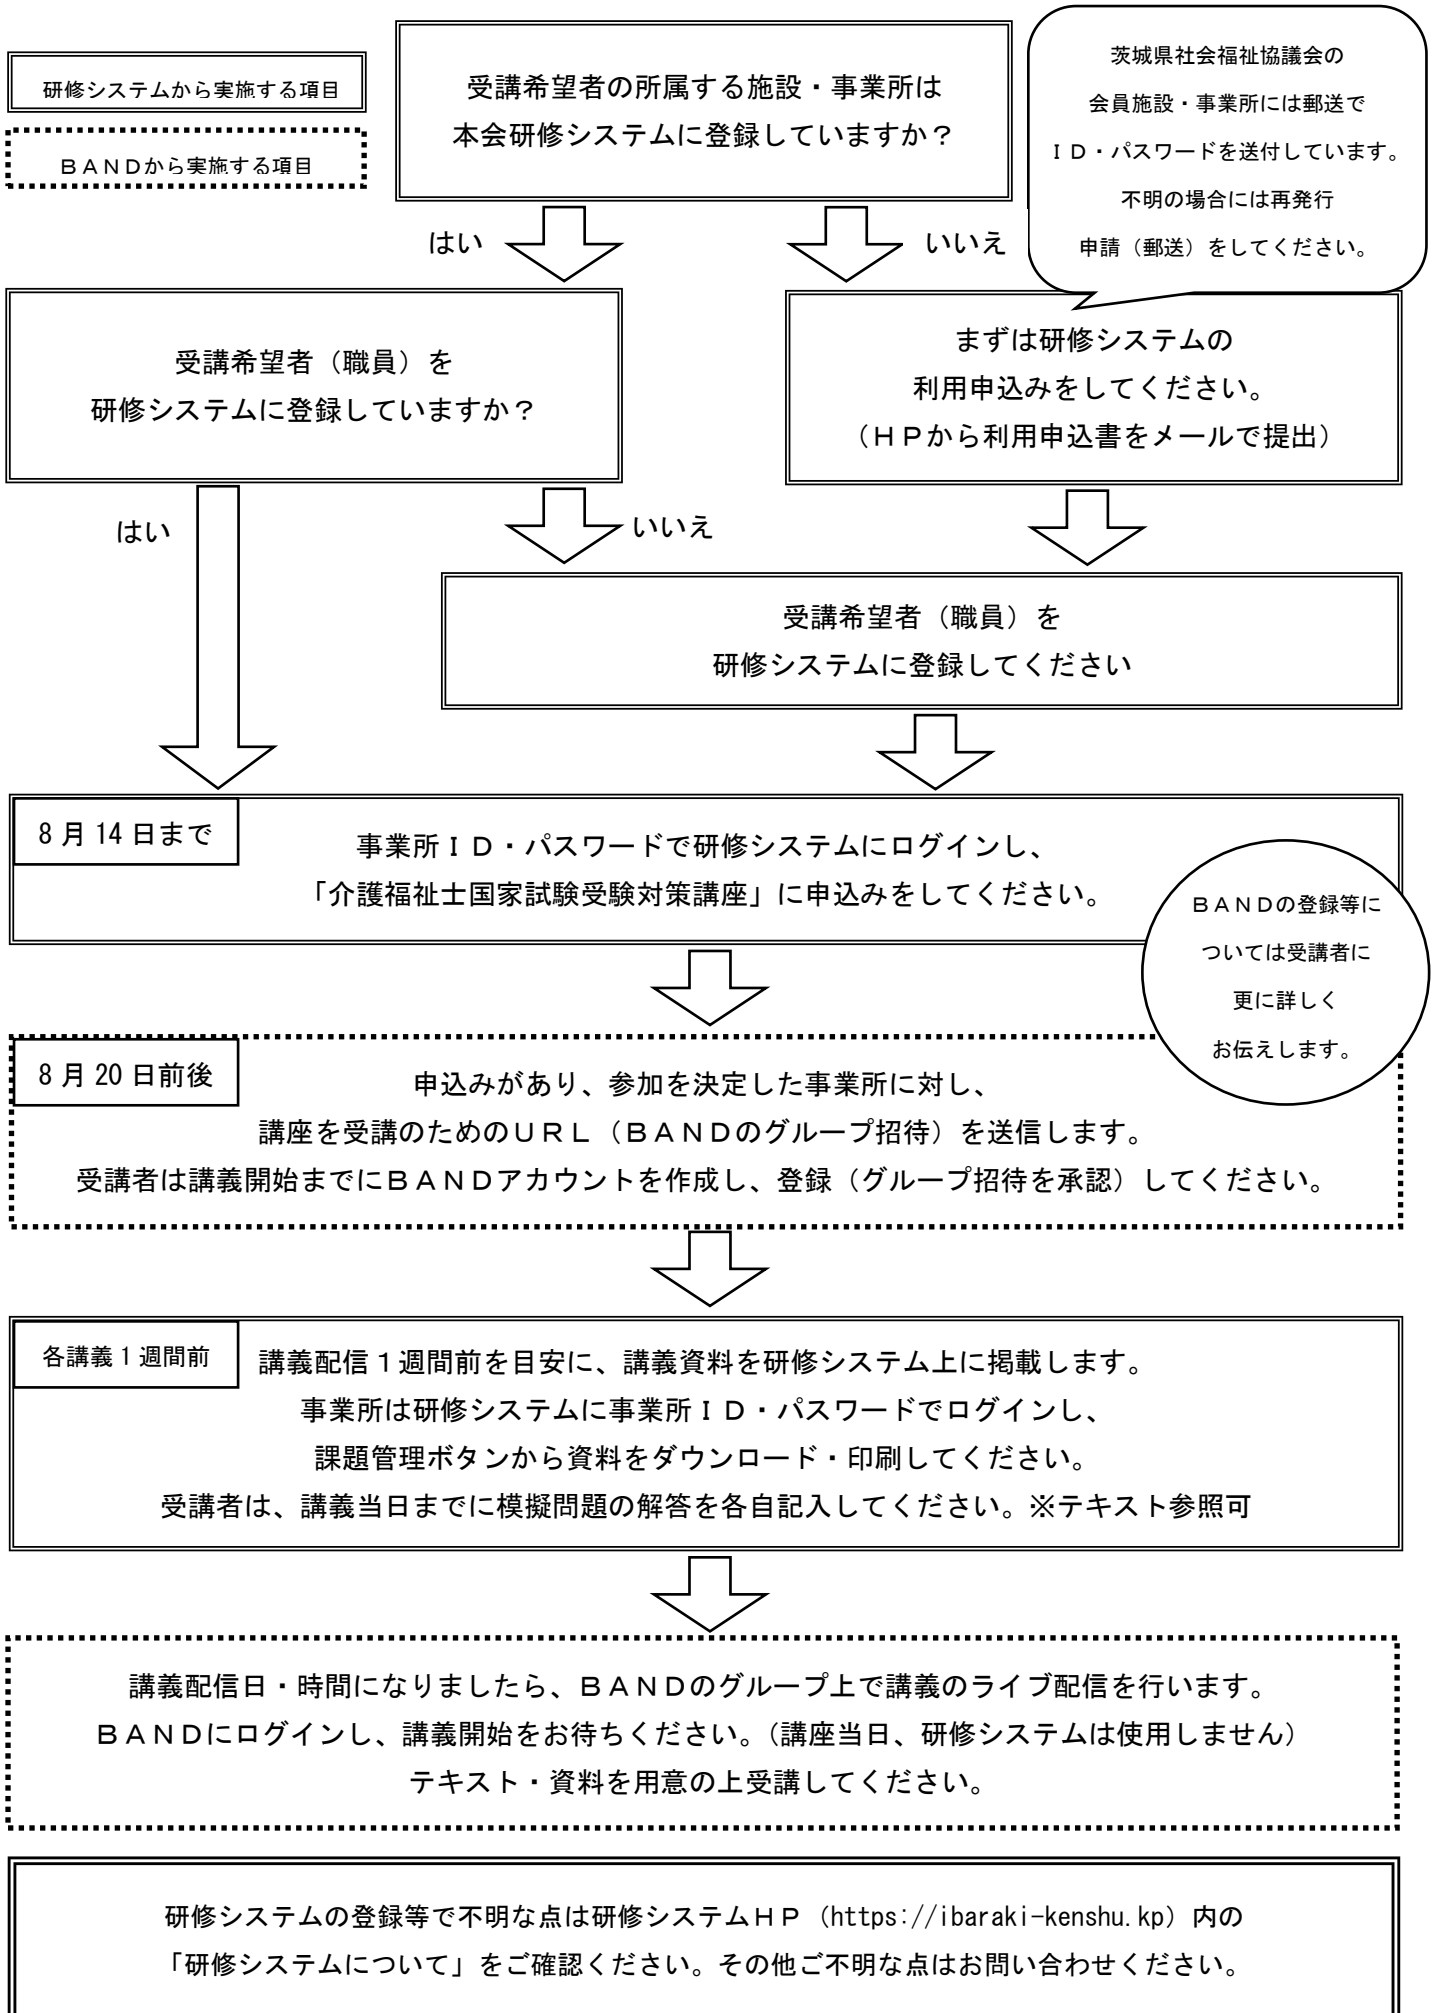 研修システムから実施する項目
ＢＡＮＤから実施する項目
受講希望者の所属する施設・事業所は
本会研修システムに登録していますか？
茨城県社会福祉協議会の
会員施設・事業所には郵送で
ＩＤ・パスワードを送付しています。
不明の場合には再発行
申請（郵送）をしてください。
はい
いいえ
受講希望者（職員）を
研修システムに登録していますか？
まずは研修システムの
利用申込みをしてください。
（ＨＰから利用申込書をメールで提出）
はい
いいえ
受講希望者（職員）を
研修システムに登録してください
8月14日まで
事業所ＩＤ・パスワードで研修システムにログインし、
「介護福祉士国家試験受験対策講座」に申込みをしてください。
ＢＡＮＤの登録等に
ついては受講者に
更に詳しく
お伝えします。
8月20日前後
申込みがあり、参加を決定した事業所に対し、
講座を受講のためのＵＲＬ（ＢＡＮＤのグループ招待）を送信します。
受講者は講義開始までにＢＡＮＤアカウントを作成し、登録（グループ招待を承認）してください。
各講義1週間前
講義配信１週間前を目安に、講義資料を研修システム上に掲載します。
事業所は研修システムに事業所ＩＤ・パスワードでログインし、
課題管理ボタンから資料をダウンロード・印刷してください。
受講者は、講義当日までに模擬問題の解答を各自記入してください。※テキスト参照可
講義配信日・時間になりましたら、ＢＡＮＤのグループ上で講義のライブ配信を行います。
ＢＡＮＤにログインし、講義開始をお待ちください。（講座当日、研修システムは使用しません）
テキスト・資料を用意の上受講してください。
研修システムの登録等で不明な点は研修システムＨＰ（https://ibaraki-kenshu.kp）内の
「研修システムについて」をご確認ください。その他ご不明な点はお問い合わせください。